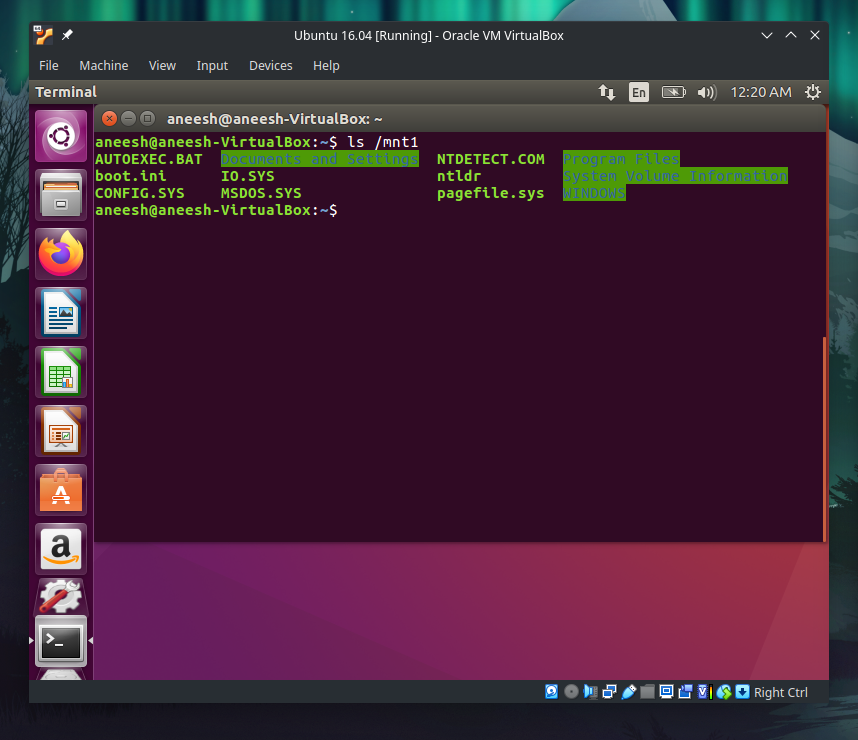 Ubuntu 16.04 [Running] - Oracle VM VirtualBox
File Machine View Input Devices Help
Terminal En 12:20 AM
aneesh@aneesh-VirtualBox: ~
aneesh@aneesh-VirtualBox:~$ ls /mnt1
AUTOEXEC.BAT Documents and Settings NTDETECT.COM Program Files
boot.ini IO.SYS ntldr System Volume Information
CONFIG.SYS MSDOS.SYS pagefile.sys WINDOWS
aneesh@aneesh-VirtualBox:~$
Right Ctrl